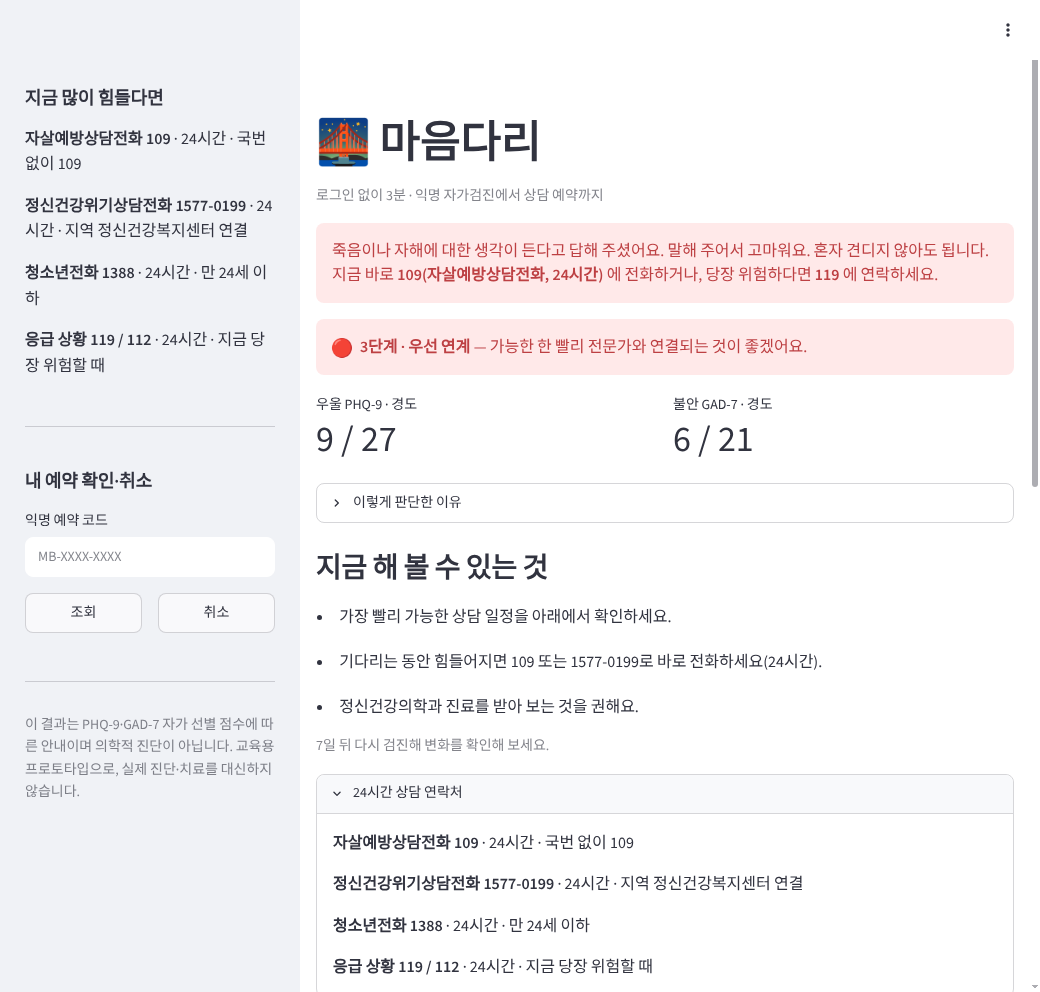 지금 많이 힘들다면
자살예방상담전화 109 · 24시간 · 국번
없이 109
정신건강위기상담전화 1577-0199 · 24
시간 · 지역 정신건강복지센터 연결
청소년전화 1388 · 24시간 · 만 24세 이
하
응급 상황 119 / 112 · 24시간 · 지금 당
장 위험할 때
내 예약 확인·취소
익명 예약 코드
MB-XXXX-XXXX
조회
취소
이 결과는 PHQ-9·GAD-7 자가 선별 점수에 따
른 안내이며 의학적 진단이 아닙니다. 교육용
프로토타입으로, 실제 진단·치료를 대신하지
않습니다.
마음다리
로그인 없이 3분 · 익명 자가검진에서 상담 예약까지
죽음이나 자해에 대한 생각이 든다고 답해 주셨어요. 말해 주어서 고마워요. 혼자 견디지 않아도 됩니다.
지금 바로 109(자살예방상담전화, 24시간) 에 전화하거나, 당장 위험하다면 119 에 연락하세요.
3단계 · 우선 연계 — 가능한 한 빨리 전문가와 연결되는 것이 좋겠어요.
우울 PHQ-9 · 경도
9 / 27
불안 GAD-7 · 경도
6 / 21
이렇게 판단한 이유
지금 해 볼 수 있는 것
• 가장 빨리 가능한 상담 일정을 아래에서 확인하세요.
• 기다리는 동안 힘들어지면 109 또는 1577-0199로 바로 전화하세요(24시간).
• 정신건강의학과 진료를 받아 보는 것을 권해요.
7일 뒤 다시 검진해 변화를 확인해 보세요.
24시간 상담 연락처
자살예방상담전화 109 · 24시간 · 국번 없이 109
정신건강위기상담전화 1577-0199 · 24시간 · 지역 정신건강복지센터 연결
청소년전화 1388 · 24시간 · 만 24세 이하
응급 상황 119 / 112 · 24시간 · 지금 당장 위험할 때